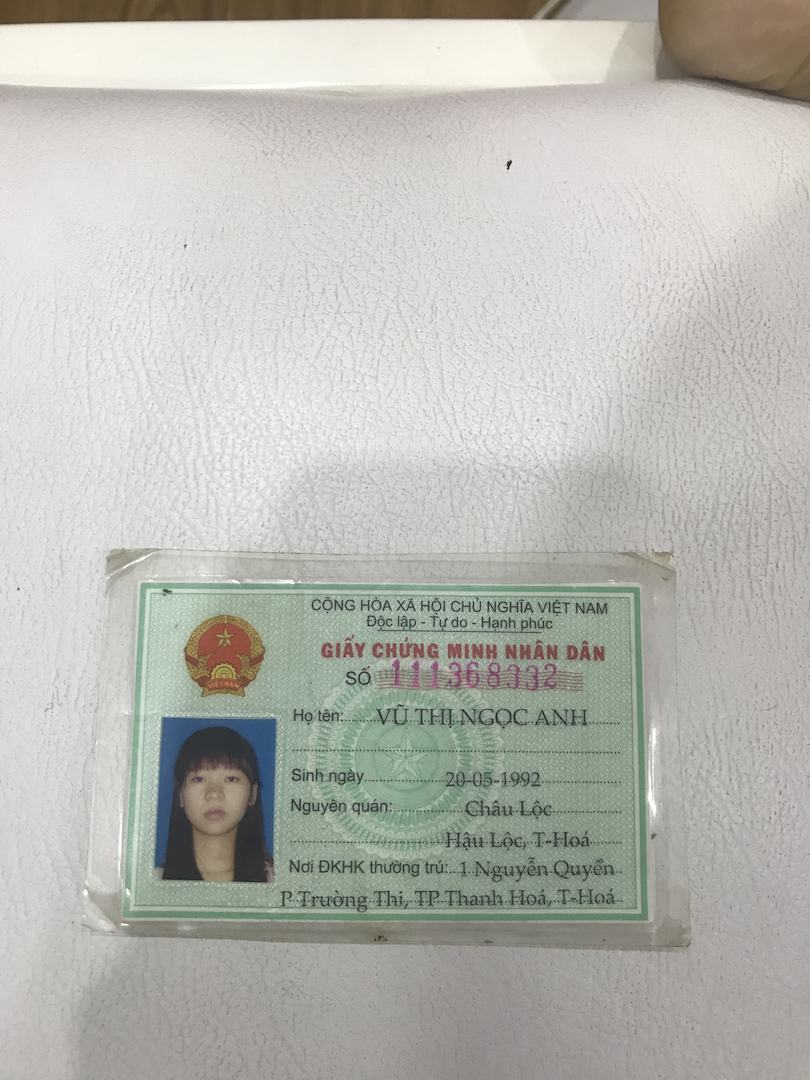 CỘNG HÒA XÃ HỘI CHỦ NGHĨA VIỆT NAM
Độc lập - Tự do - Hạnh phúc
GIẤY CHỨNG MINH NHÂN DÂN
SỐ 111368332
VIỆT NAM
Họ tên: VŨ THỊ NGỌC ANH
Sinh ngày 20-05-1992
Nguyên quán: Châu Lộc
Hậu Lộc, T-Hoá
Nơi ĐKHK thường trú: 1 Nguyễn Quyền
P Trường Thi, TP Thanh Hoá, T-Hoá